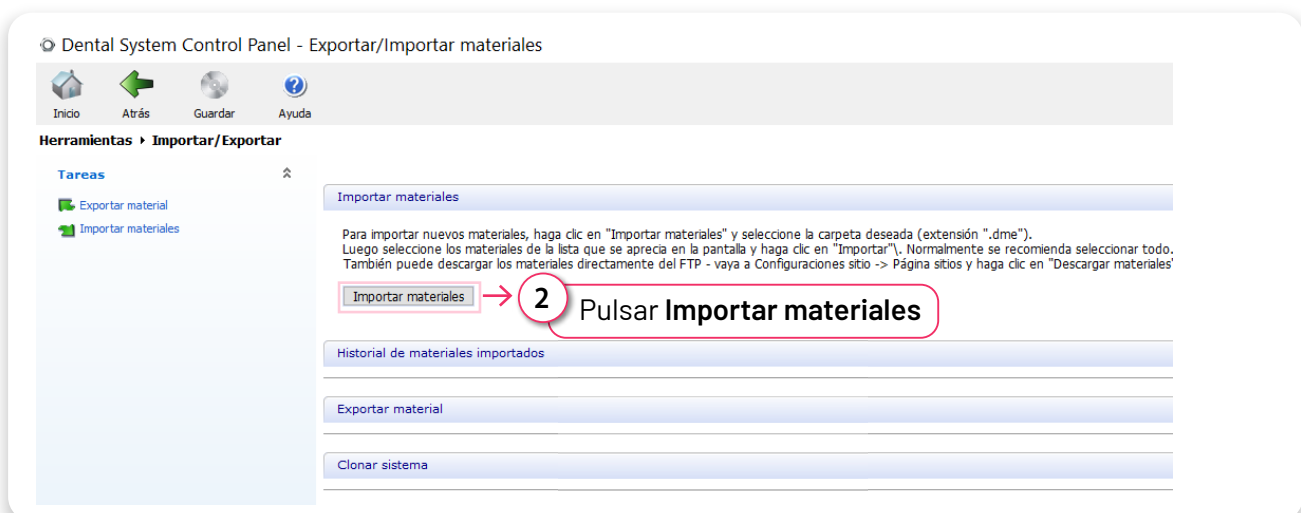 Dental System Control Panel - Exportar/Importar materiales
Inicio Atrás Guardar Ayuda
Herramientas ▸ Importar/Exportar
Tareas
Exportar material
Importar materiales
Importar materiales
Para importar nuevos materiales, haga clic en "Importar materiales" y seleccione la carpeta deseada (extensión ".dme").
Luego seleccione los materiales de la lista que se aprecia en la pantalla y haga clic en "Importar"\. Normalmente se recomienda seleccionar todo.
También puede descargar los materiales directamente del FTP - vaya a Configuraciones sitio -> Página sitios y haga clic en "Descargar materiales"
Importar materiales
2 Pulsar Importar materiales
Historial de materiales importados
Exportar material
Clonar sistema